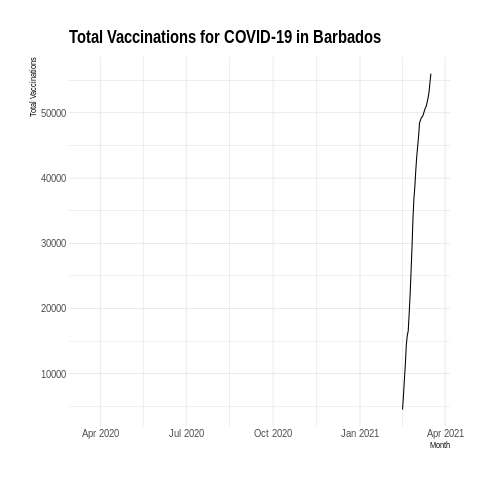 Total Vaccinations for COVID-19 in Barbados
Total Vaccinations
50000
40000
30000
20000
10000
Apr 2020 Jul 2020 Oct 2020 Jan 2021 Apr 2021
Month